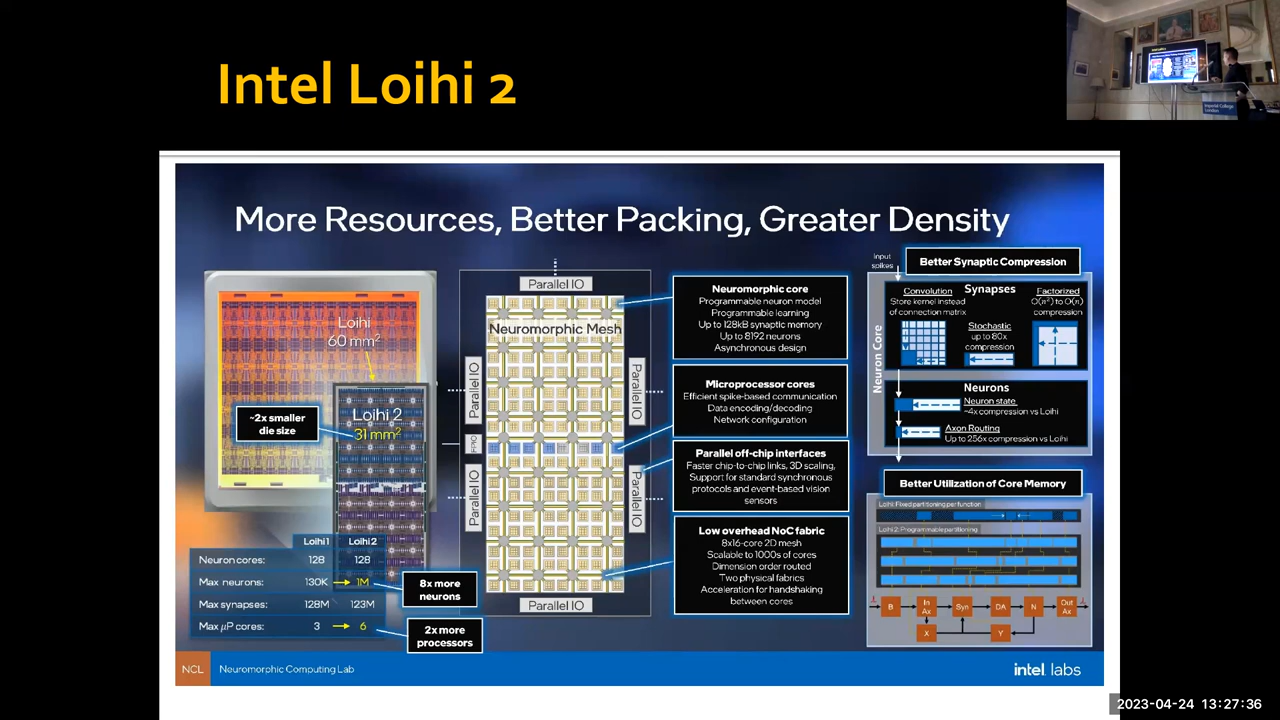 Intel Loihi 2
More Resources, Better Packing, Greater Density
Loihi
60 mm²
~2x smaller
die size
Loihi 2
31 mm²
Loihi 1 Loihi 2
Neuron cores: 128 128
Max neurons: 130K → 1M
Max synapses: 128M 123M
Max µP cores: 3 → 6
8x more
neurons
2x more
processors
Parallel IO
Neuromorphic Mesh
Parallel IO
Parallel IO
Parallel IO
Parallel IO
Parallel IO
Neuromorphic core
Programmable neuron model
Programmable learning
Up to 128kB synaptic memory
Up to 8192 neurons
Asynchronous design
Microprocessor cores
Efficient spike-based communication
Data encoding/decoding
Network configuration
Parallel off-chip interfaces
Faster chip-to-chip links, 3D scaling,
Support for standard synchronous
protocols and event-based vision
sensors
Low overhead NoC fabric
8x16-core 2D mesh
Scalable to 1000s of cores
Dimension order routed
Two physical fabrics
Acceleration for handshaking
between cores
Input
spikes
Better Synaptic Compression
Neuron Core
Synapses
Convolution
Store kernel instead
of connection matrix
Stochastic
up to 80x
compression
Factorized
O(n²) to O(n)
compression
Neurons
Neuron state
~4x compression vs Loihi
Axon Routing
Up to 256x compression vs Loihi
Better Utilization of Core Memory
Loihi: Fixed partitioning per function
Loihi 2: Programmable partitioning
B In Ax Syn DA N Out Ax
X Y
NCL Neuromorphic Computing Lab
intel labs
Imperial College
London
2023-04-24 13:27:36